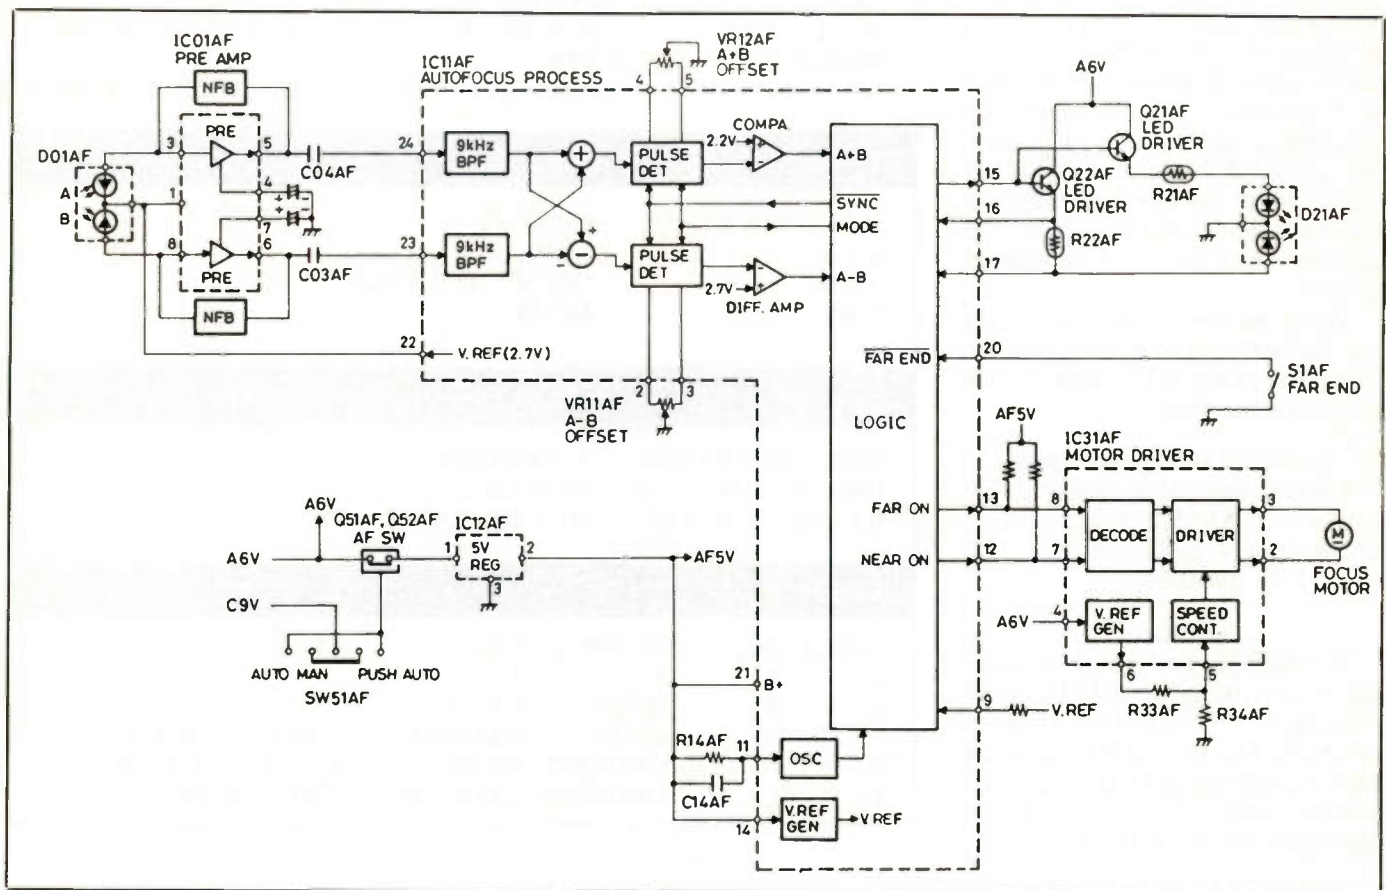 IC01AF
PRE AMP
NFB
PRE
3
5
C04AF
4
+ -
+ -
7
D01AF
A
B
1
8
6
C03AF
PRE
NFB
IC11AF
AUTOFOCUS PROCESS
VR12AF
A+B
OFFSET
4
5
24
9kHz
BPF
+
PULSE
DET
2.2V
COMPA.
+
-
A+B
SYNC
MODE
23
9kHz
BPF
+
-
-
PULSE
DET
2.7V
-
+
DIFF. AMP
A-B
22
V. REF (2.7V)
2
3
VR11AF
A-B
OFFSET
FAR END
LOGIC
FAR ON
NEAR ON
A6V
Q21AF
LED
DRIVER
15
Q22AF
LED
DRIVER
R21AF
16
R22AF
D21AF
17
20
S1AF
FAR END
AF5V
IC31AF
MOTOR DRIVER
13
8
DECODE
DRIVER
3
12
7
2
M
FOCUS
MOTOR
A6V
4
V. REF
GEN
SPEED
CONT.
6
5
R33AF
R34AF
9
V.REF
A6V
Q51AF, Q52AF
AF SW
IC12AF
A6V
1
5V
REG
2
3
AF5V
C9V
AUTO MAN
PUSH AUTO
SW51AF
21
B+
R14AF
11
OSC
C14AF
14
V.REF
GEN
V.REF